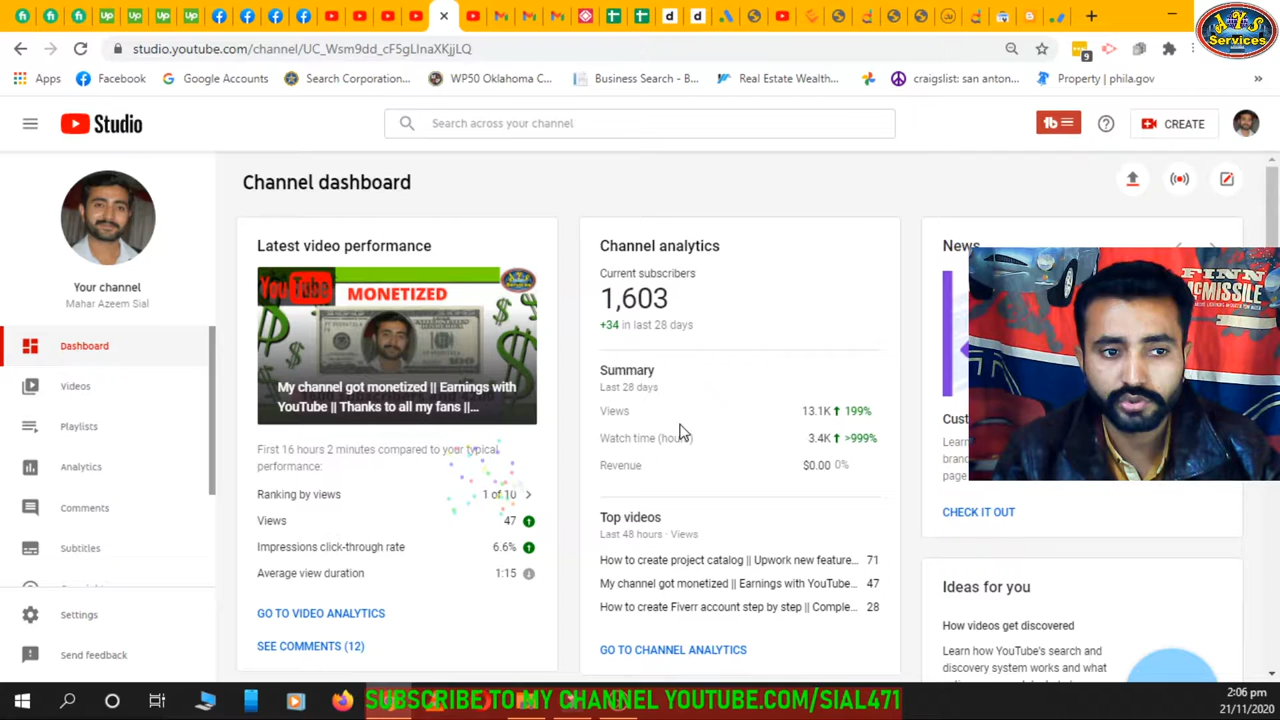 studio.youtube.com/channel/UC_Wsm9dd_cF5gLInaXKjjLQ
AYS
Services
9
Apps
Facebook
Google Accounts
Search Corporation...
WP50 Oklahoma C...
Business Search - B...
Real Estate Wealth...
craigslist: san anton...
Property | phila.gov
»
Studio
Search across your channel
CREATE
Channel dashboard
Your channel
Mahar Azeem Sial
Dashboard
Videos
Playlists
Analytics
Comments
Subtitles
Settings
Send feedback
Latest video performance
YouTube
MONETIZED
My channel got monetized || Earnings with
YouTube || Thanks to all my fans ||...
First 16 hours 2 minutes compared to your typical
performance:
Ranking by views 1 of 10
Views 47
Impressions click-through rate 6.6%
Average view duration 1:15
GO TO VIDEO ANALYTICS
SEE COMMENTS (12)
Channel analytics
Current subscribers
1,603
+34 in last 28 days
Summary
Last 28 days
Views 13.1K 199%
Watch time (hours) 3.4K >999%
Revenue $0.00 0%
Top videos
Last 48 hours · Views
How to create project catalog || Upwork new feature... 71
My channel got monetized || Earnings with YouTube... 47
How to create Fiverr account step by step || Comple... 28
GO TO CHANNEL ANALYTICS
News
FINN
McMISSILE
CHECK IT OUT
Ideas for you
How videos get discovered
Learn how YouTube's search and
discovery system works and what
SUBSCRIBE TO MY CHANNEL YOUTUBE.COM/SIAL471
2:06 pm
21/11/2020